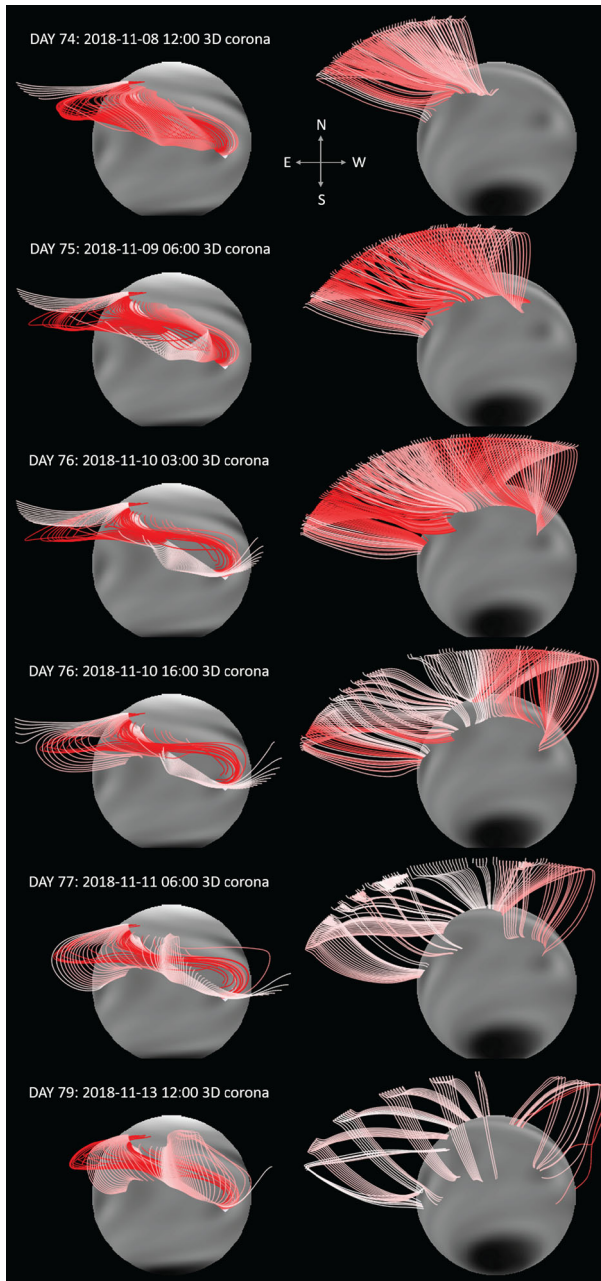 DAY 74: 2018-11-08 12:00 3D corona
N
E W
S
DAY 75: 2018-11-09 06:00 3D corona
DAY 76: 2018-11-10 03:00 3D corona
DAY 76: 2018-11-10 16:00 3D corona
DAY 77: 2018-11-11 06:00 3D corona
DAY 79: 2018-11-13 12:00 3D corona